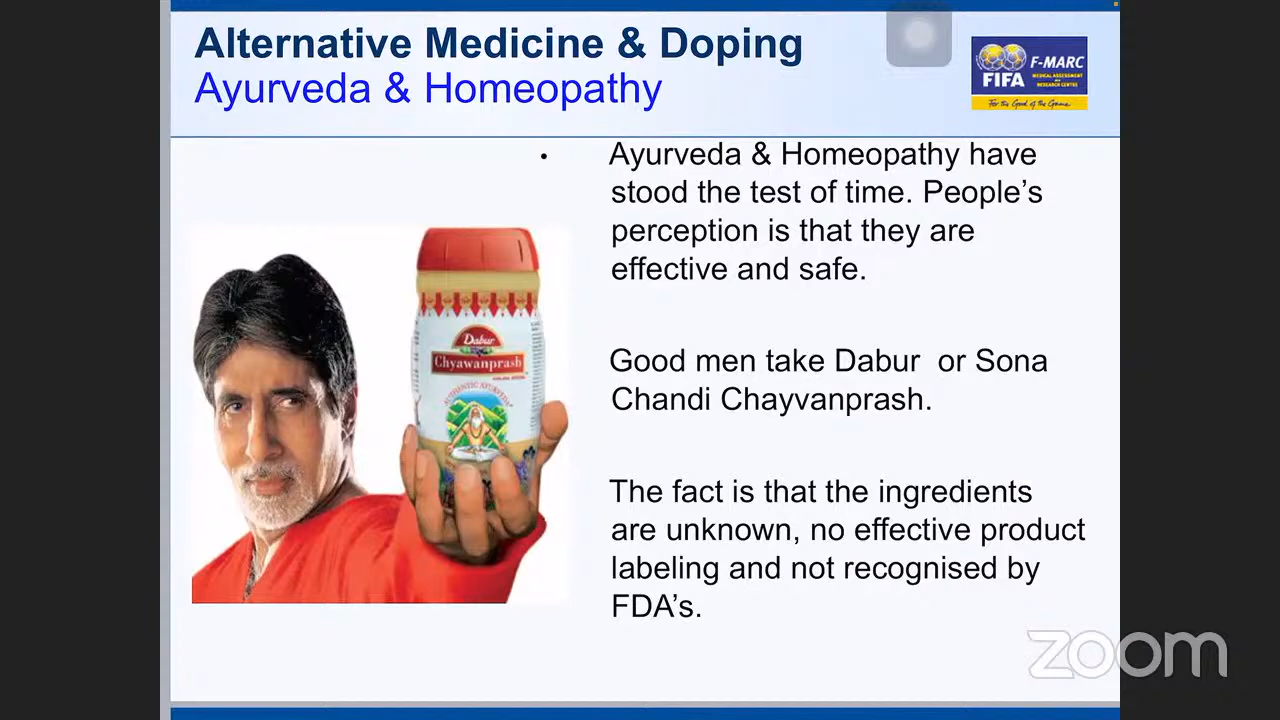 Alternative Medicine & Doping
Ayurveda & Homeopathy
F-MARC
FIFA
MEDICAL ASSESSMENT
RESEARCH CENTRE
For the Good of the Game
• Ayurveda & Homeopathy have
stood the test of time. People’s
perception is that they are
effective and safe.
Good men take Dabur or Sona
Chandi Chayvanprash.
The fact is that the ingredients
are unknown, no effective product
labeling and not recognised by
FDA’s.
Dabur
Chyawanprash
AUTHENTIC AYURVEDA
zoom